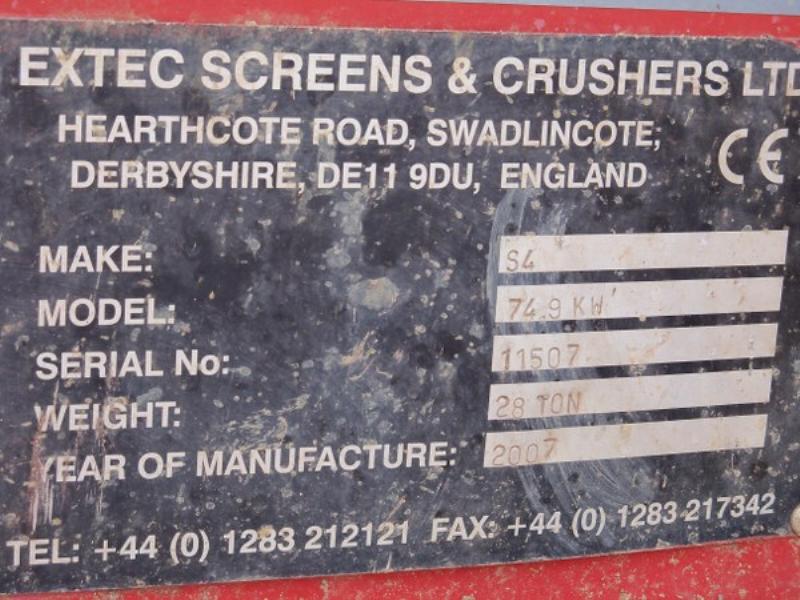 EXTEC SCREENS & CRUSHERS LTD
HEARTHCOTE ROAD, SWADLINCOTE,
DERBYSHIRE, DE11 9DU, ENGLAND
CE
MAKE: S4
MODEL: 74.9 KW
SERIAL No: 11507
WEIGHT: 28 TON
YEAR OF MANUFACTURE: 2007
TEL: +44 (0) 1283 212121 FAX: +44 (0) 1283 217342